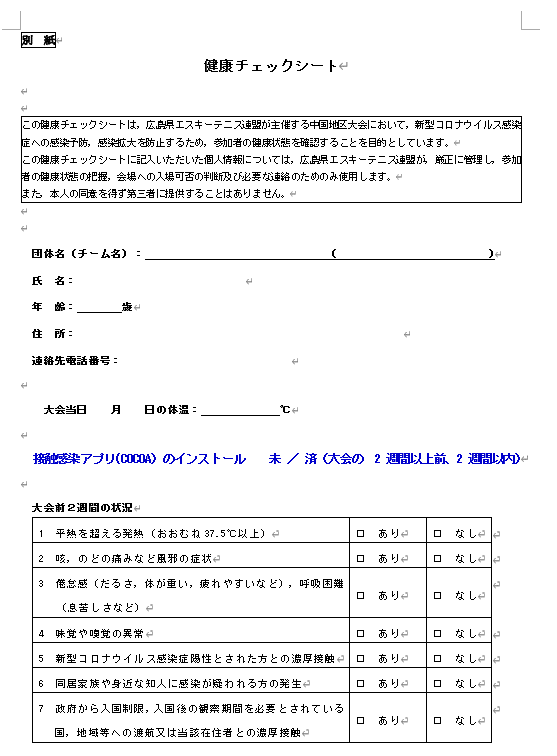 別　紙
健康チェックシート
この健康チェックシートは，広島県エスキーテニス連盟が主催する中国地区大会において，新型コロナウイルス感染
症への感染予防，感染拡大を防止するため，参加者の健康状態を確認することを目的としています。
この健康チェックシートに記入いただいた個人情報については，広島県エスキーテニス連盟が，厳正に管理し，参加
者の健康状態の把握，会場への入場可否の判断及び必要な連絡のためのみ使用します。
また，本人の同意を得ず第三者に提供することはありません。
団体名（チーム名）：　　　　　　　　（　　　　　　　　）
氏　名：
年　齢：　　　歳
住　所：
連絡先電話番号：
大会当日　　月　　日の体温：　　　　　　℃
接触感染アプリ(COCOA）のインストール　　未 ／ 済（大会の　2 週間以上前、2 週間以内）
大会前２週間の状況
1　平熱を超える発熱（おおむね 37.5℃以上）　□　あり　□　なし
2　咳，のどの痛みなど風邪の症状　□　あり　□　なし
3　倦怠感（だるさ，体が重い，疲れやすいなど），呼吸困難
（息苦しさなど）　□　あり　□　なし
4　味覚や嗅覚の異常　□　あり　□　なし
5　新型コロナウイルス感染症陽性とされた方との濃厚接触　□　あり　□　なし
6　同居家族や身近な知人に感染が疑われる方の発生　□　あり　□　なし
7　政府から入国制限，入国後の観察期間を必要とされている
国，地域等への渡航又は当該在住者との濃厚接触　□　あり　□　なし